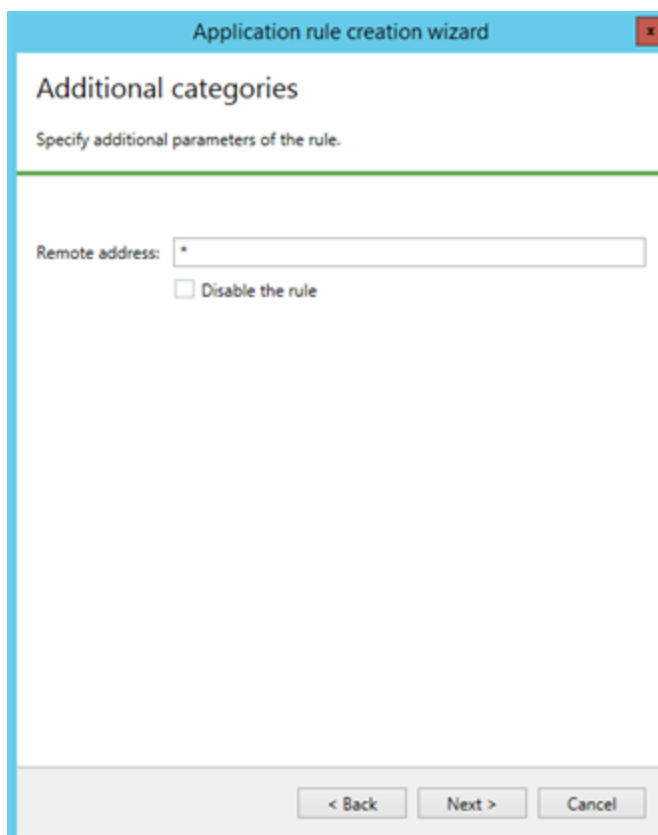 Application rule creation wizard
x
Additional categories
Specify additional parameters of the rule.
Remote address: *
Disable the rule
< Back Next > Cancel